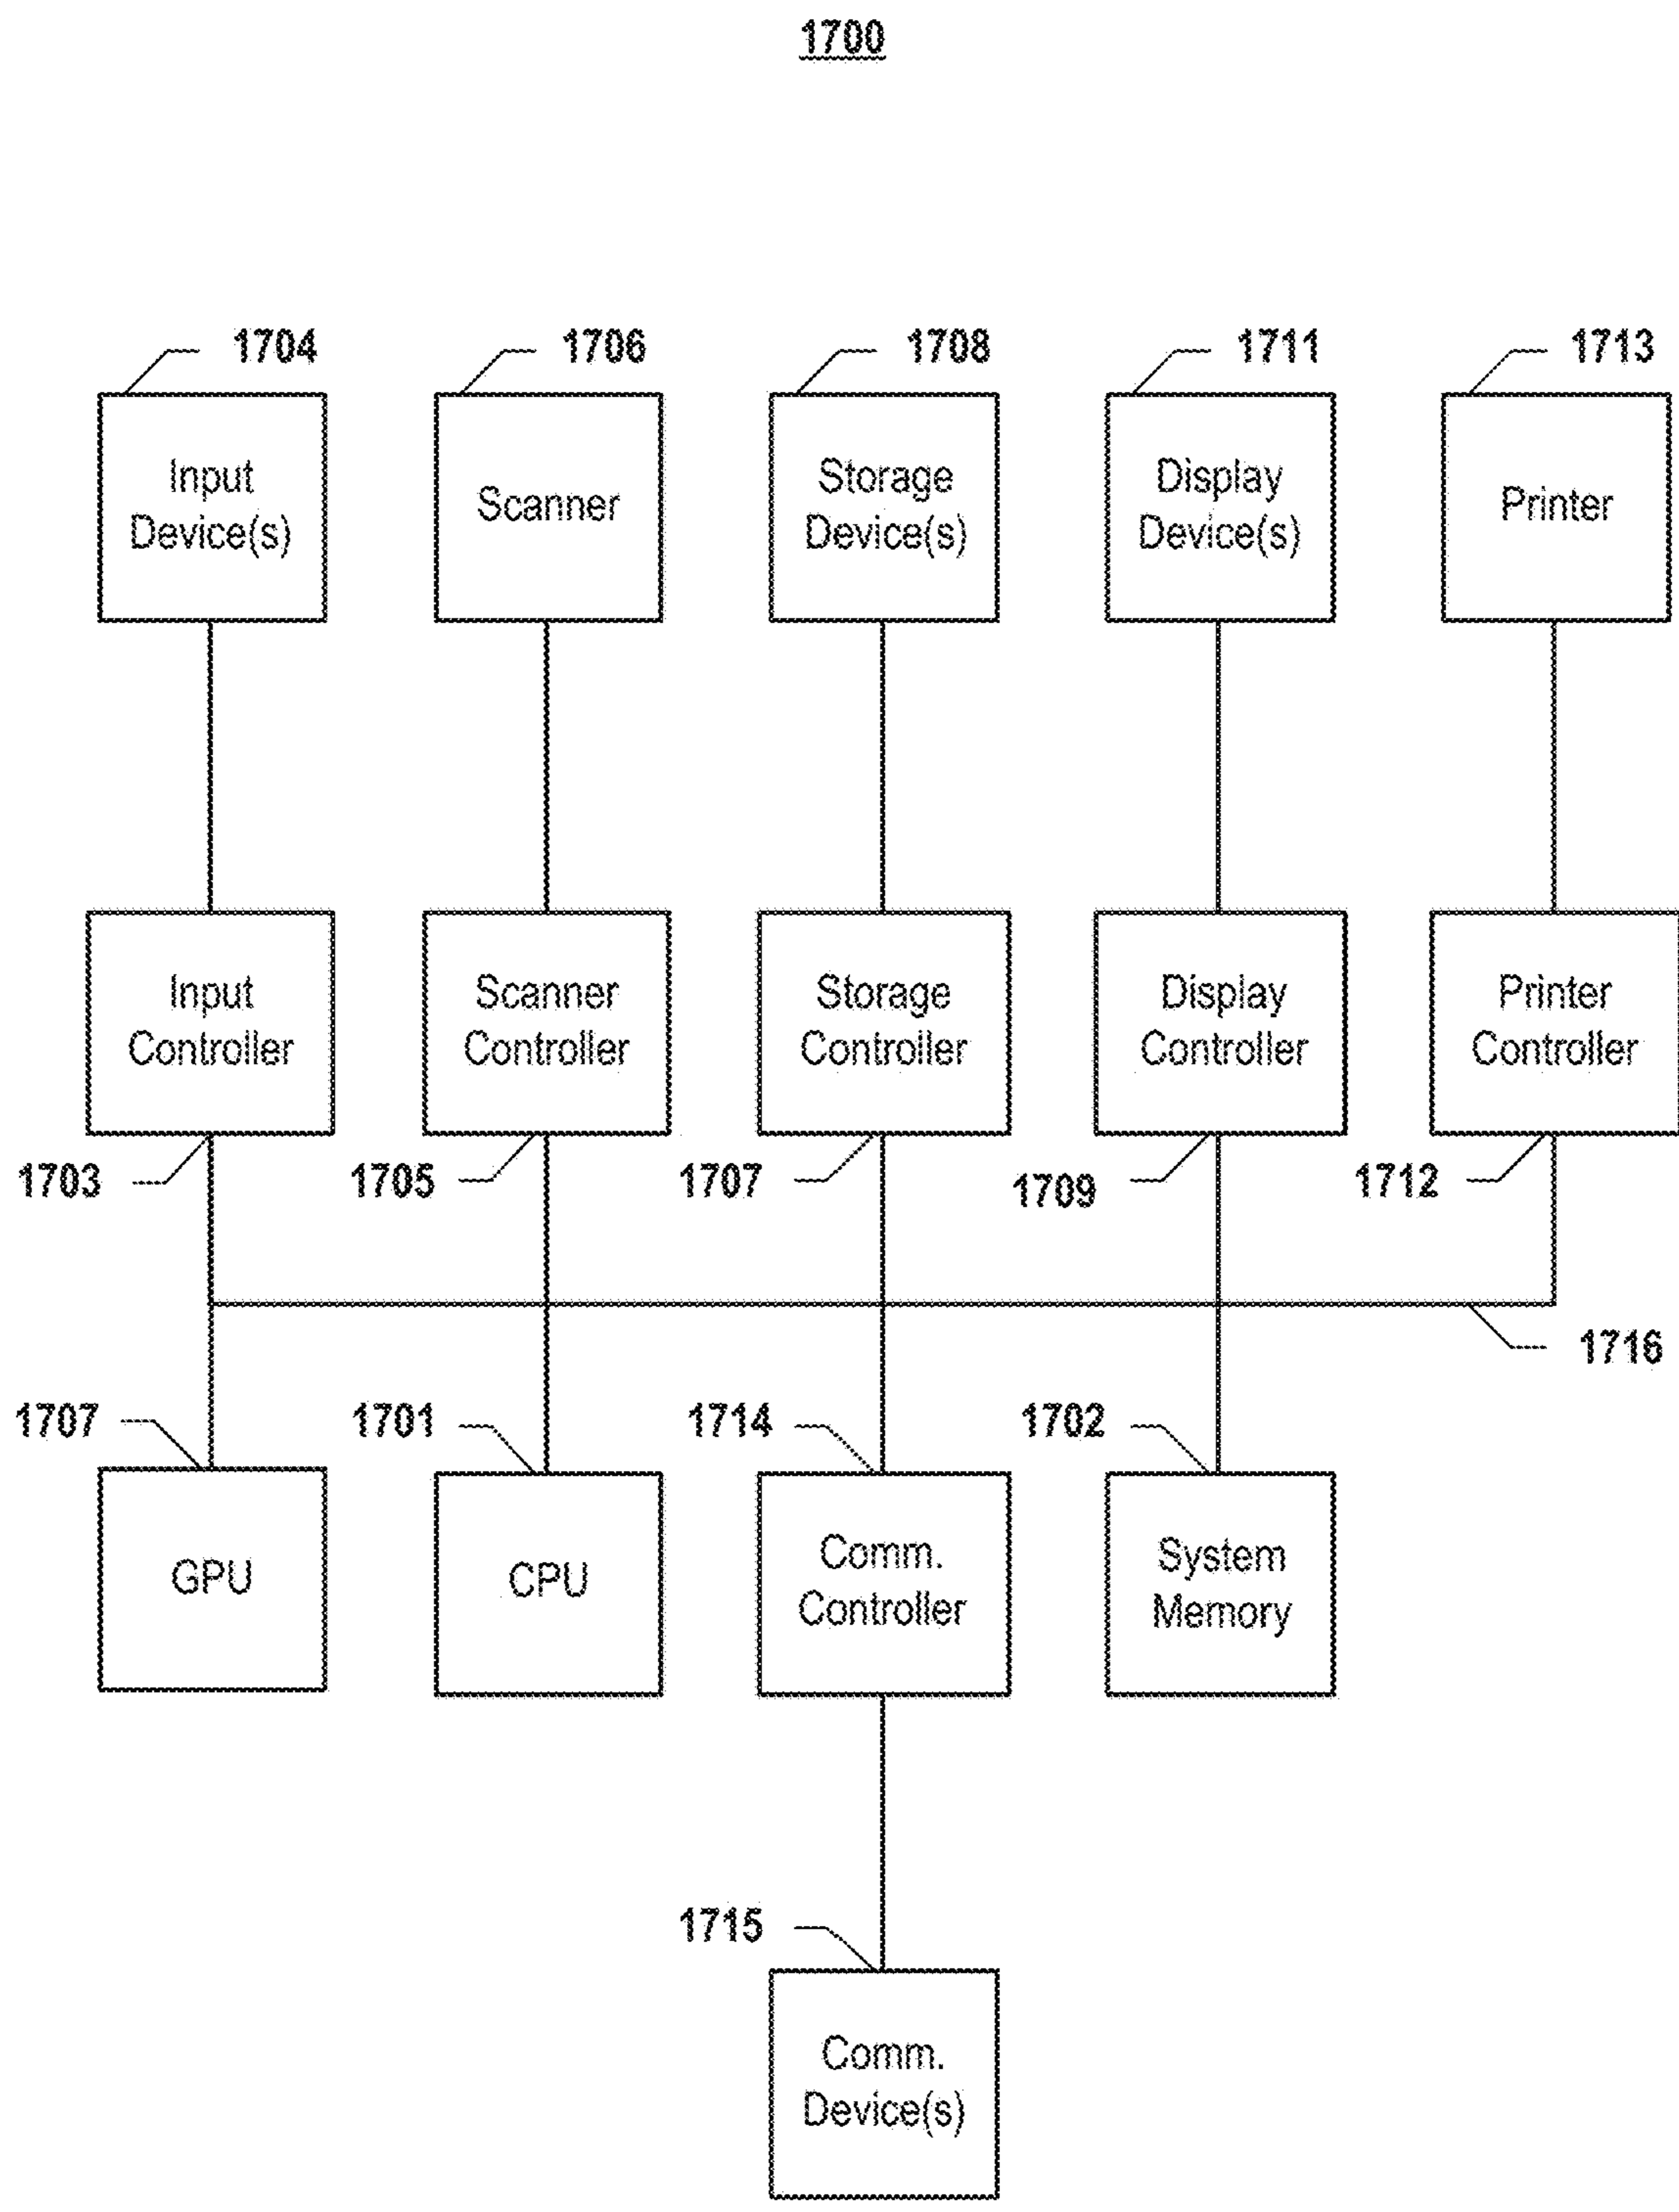 1700
1704
1706
1708
1711
1713
Input
Device(s)
Scanner
Storage
Device(s)
Display
Device(s)
Printer
Input
Controller
Scanner
Controller
Storage
Controller
Display
Controller
Printer
Controller
1703
1705
1707
1709
1712
1716
1707
1701
1714
1702
GPU
CPU
Comm.
Controller
System
Memory
1715
Comm.
Device(s)